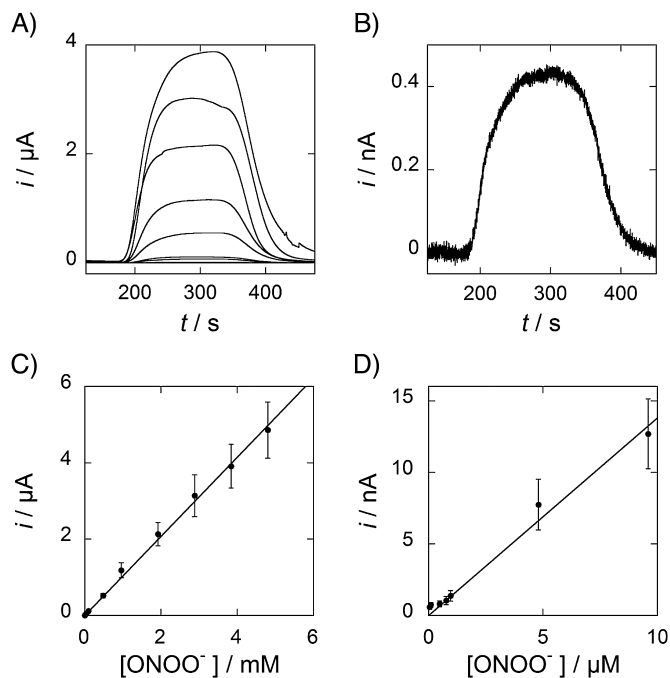 A)
B)
4
2
0
i / µA
200 300 400
t / s
0.4
0.2
0
i / nA
200 300 400
t / s
C)
D)
6
4
2
0
i / µA
0 2 4 6
[ONOO⁻] / mM
15
10
5
0
i / nA
0 5 10
[ONOO⁻] / µM